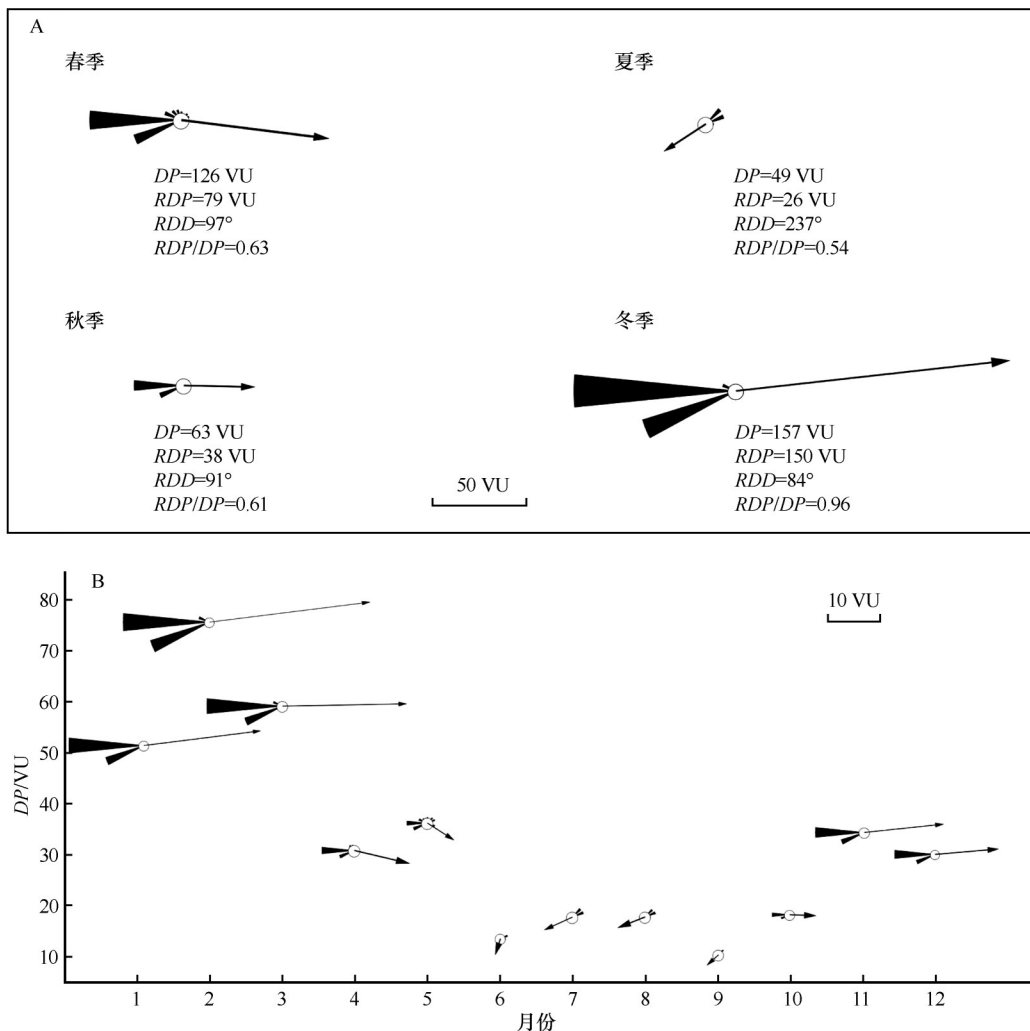 A
春季
夏季
DP=126 VU
RDP=79 VU
RDD=97°
RDP/DP=0.63
DP=49 VU
RDP=26 VU
RDD=237°
RDP/DP=0.54
秋季
冬季
DP=63 VU
RDP=38 VU
RDD=91°
RDP/DP=0.61
50 VU
DP=157 VU
RDP=150 VU
RDD=84°
RDP/DP=0.96
B
10 VU
DP/VU
80
70
60
50
40
30
20
10
1 2 3 4 5 6 7 8 9 10 11 12
月份